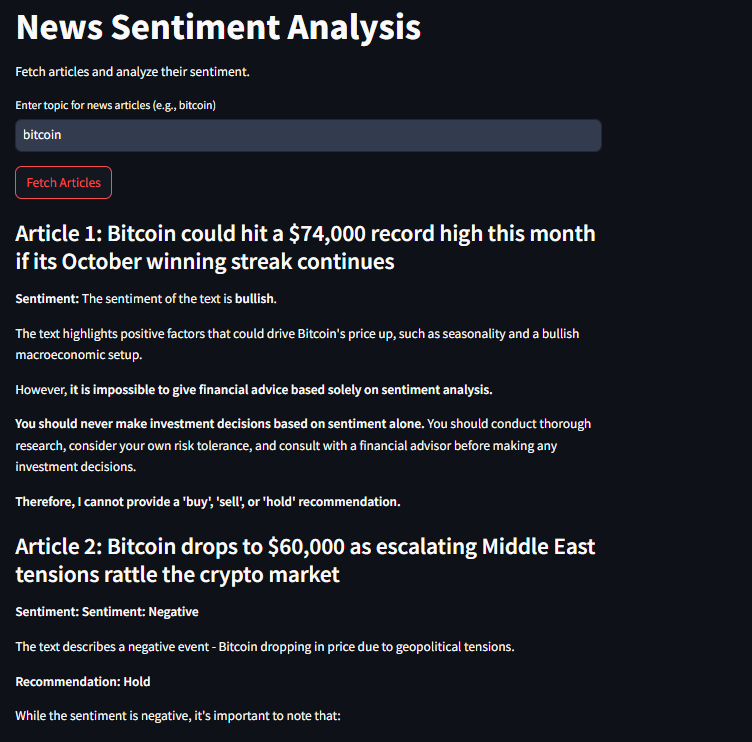 News Sentiment Analysis
Fetch articles and analyze their sentiment.
Enter topic for news articles (e.g., bitcoin)
bitcoin
Fetch Articles
Article 1: Bitcoin could hit a $74,000 record high this month
if its October winning streak continues
Sentiment: The sentiment of the text is bullish.
The text highlights positive factors that could drive Bitcoin's price up, such as seasonality and a bullish
macroeconomic setup.
However, it is impossible to give financial advice based solely on sentiment analysis.
You should never make investment decisions based on sentiment alone. You should conduct thorough
research, consider your own risk tolerance, and consult with a financial advisor before making any
investment decisions.
Therefore, I cannot provide a 'buy', 'sell', or 'hold' recommendation.
Article 2: Bitcoin drops to $60,000 as escalating Middle East
tensions rattle the crypto market
Sentiment: Sentiment: Negative
The text describes a negative event - Bitcoin dropping in price due to geopolitical tensions.
Recommendation: Hold
While the sentiment is negative, it's important to note that: